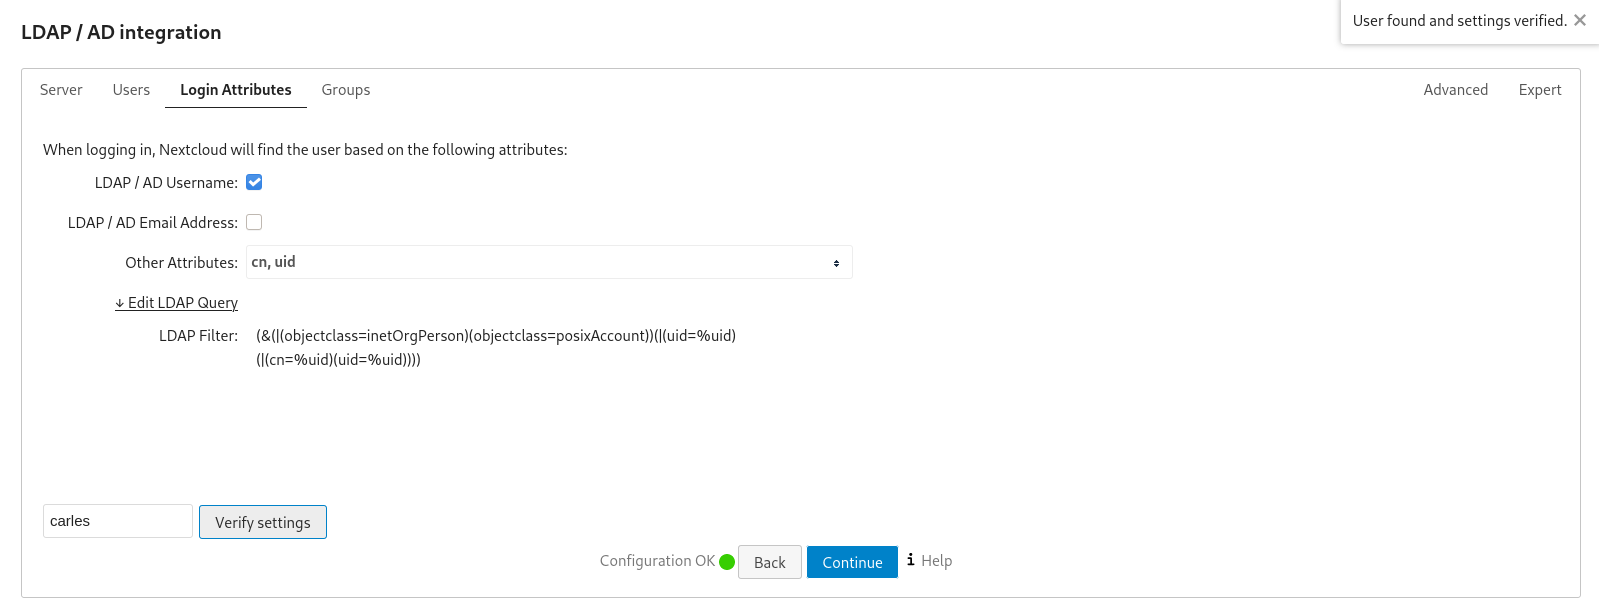 LDAP / AD integration
User found and settings verified.
Server Users Login Attributes Groups Advanced Expert
When logging in, Nextcloud will find the user based on the following attributes:
LDAP / AD Username:
LDAP / AD Email Address:
Other Attributes: cn, uid
↓ Edit LDAP Query
LDAP Filter: (&(|(objectclass=inetOrgPerson)(objectclass=posixAccount))(|(uid=%uid)
(|(cn=%uid)(uid=%uid))))
carles Verify settings
Configuration OK Back Continue i Help